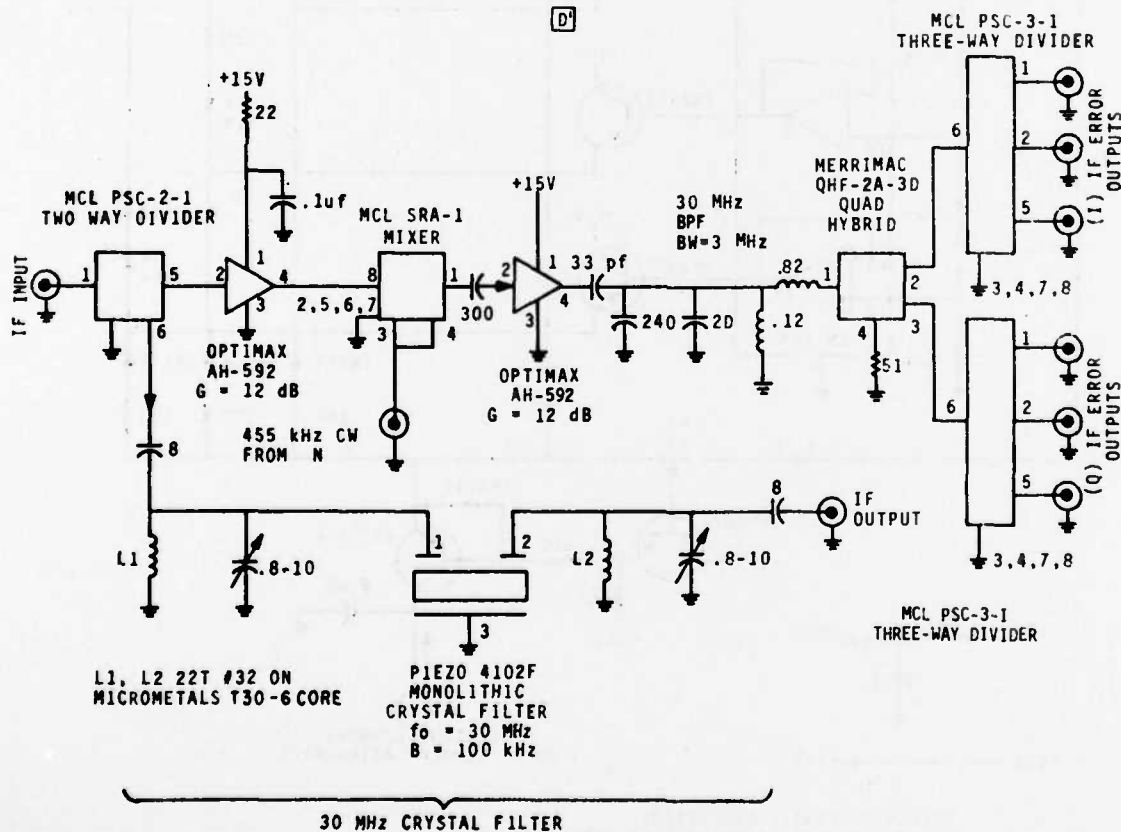 D'
MCL PSC-3-1
THREE-WAY DIVIDER
1
2
5
6
3,4,7,8
(I) IF ERROR
OUTPUTS
+15V
22
.1uf
MCL PSC-2-1
TWO WAY DIVIDER
IF INPUT
1
5
6
2
1
4
3
OPTIMAX
AH-592
G = 12 dB
MCL SRA-1
MIXER
8
1
2,5,6,7
3
4
455 kHz CW
FROM N
300
+15V
2
1
3
4
OPTIMAX
AH-592
G = 12 dB
33 pf
30 MHz
BPF
BW=3 MHz
240
2D
.12
.82
MERRIMAC
QHF-2A-3D
QUAD
HYBRID
1
2
3
4
51
6
1
2
5
3,4,7,8
(Q) IF ERROR
OUTPUTS
MCL PSC-3-I
THREE-WAY DIVIDER
8
L1
.8-10
1
2
3
L2
.8-10
8
IF
OUTPUT
L1, L2 22T #32 ON
MICROMETALS T30-6 CORE
PIEZO 4102F
MONOLITHIC
CRYSTAL FILTER
fo = 30 MHz
B = 100 kHz
30 MHz CRYSTAL FILTER